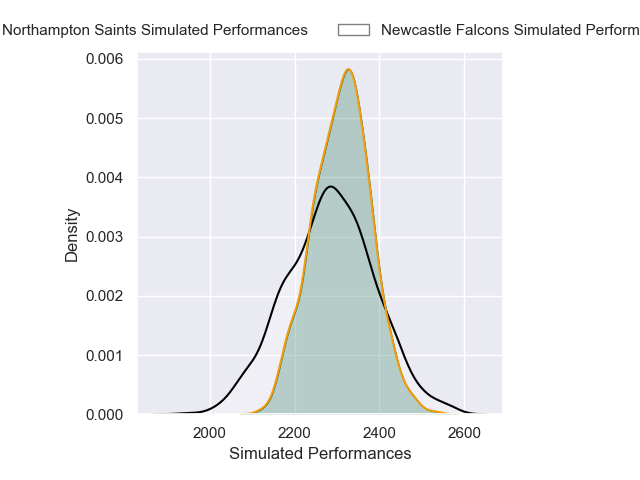 Northampton Saints Simulated Performances
Newcastle Falcons Simulated Perform
0.006
0.005
0.004
0.003
0.002
0.001
0.000
Density
2000 2200 2400 2600
Simulated Performances